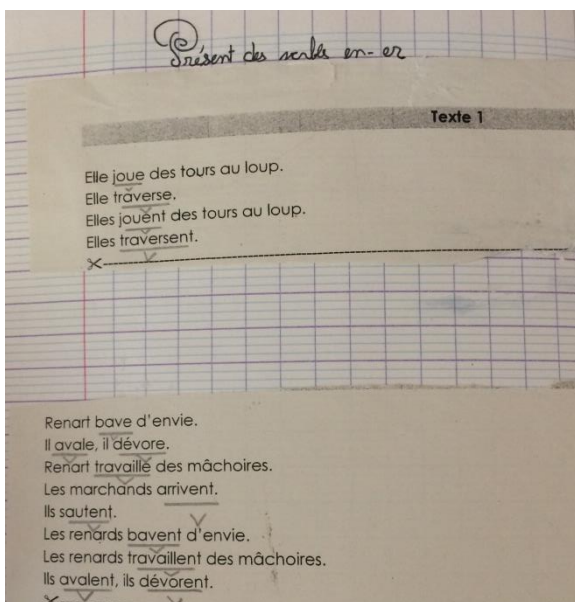 Présent des verbes en-er
Texte 1
Elle joue des tours au loup.
Elle traverse.
Elles jouent des tours au loup.
Elles traversent.
Renart bave d'envie.
Il avale, il dévore.
Renart travaille des mâchoires.
Les marchands arrivent.
Ils sautent.
Les renards bavent d'envie.
Les renards travaillent des mâchoires.
Ils avalent, ils dévorent.